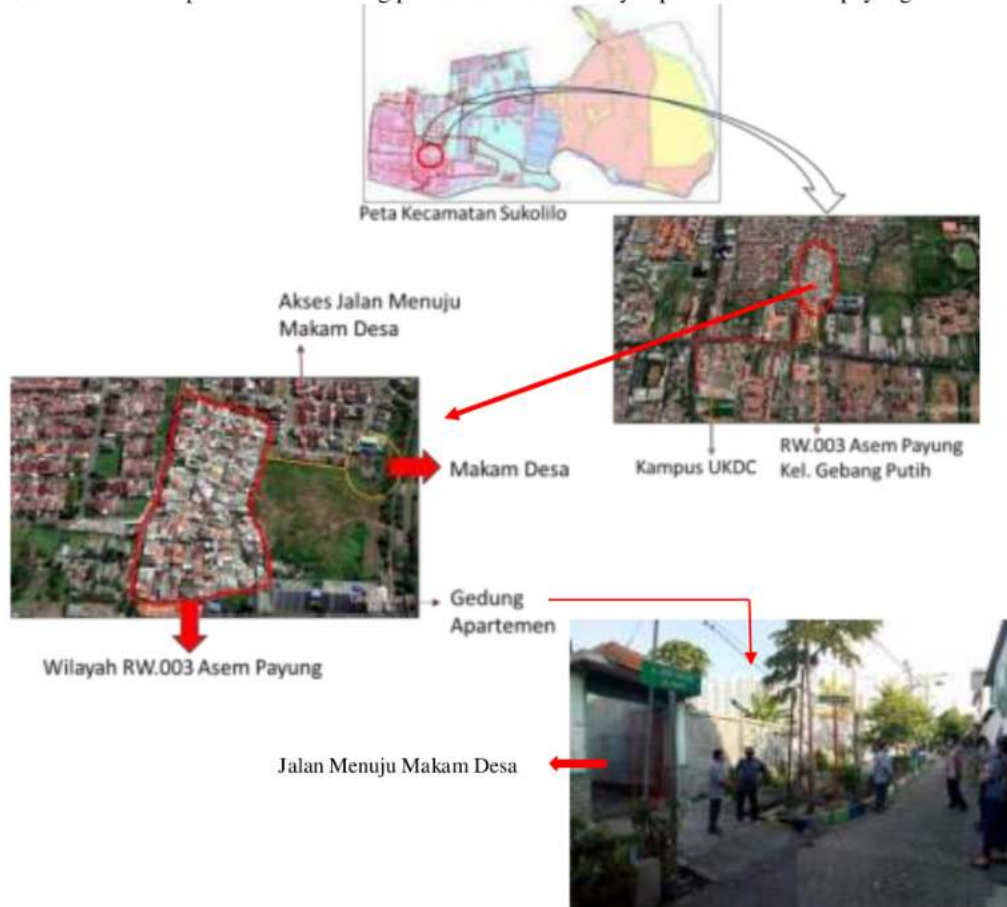 Peta Kecamatan Sukolilo
Akses Jalan Menuju
Makam Desa
Makam Desa
Kampus UKDC
RW.003 Asem Payung
Kel. Gebang Putih
Gedung
Apartemen
Wilayah RW.003 Asem Payung
Jalan Menuju Makam Desa